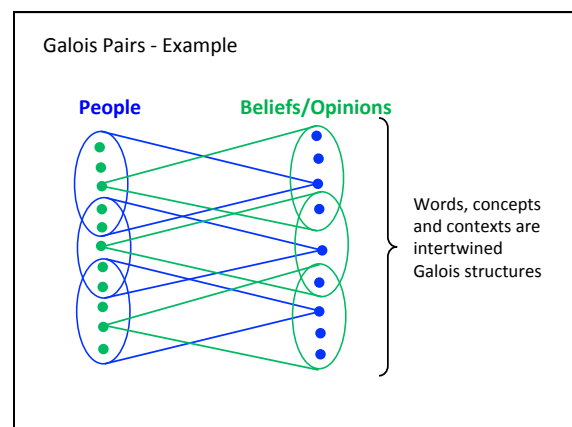 Galois Pairs - Example
People
Beliefs/Opinions
Words, concepts
and contexts are
intertwined
Galois structures